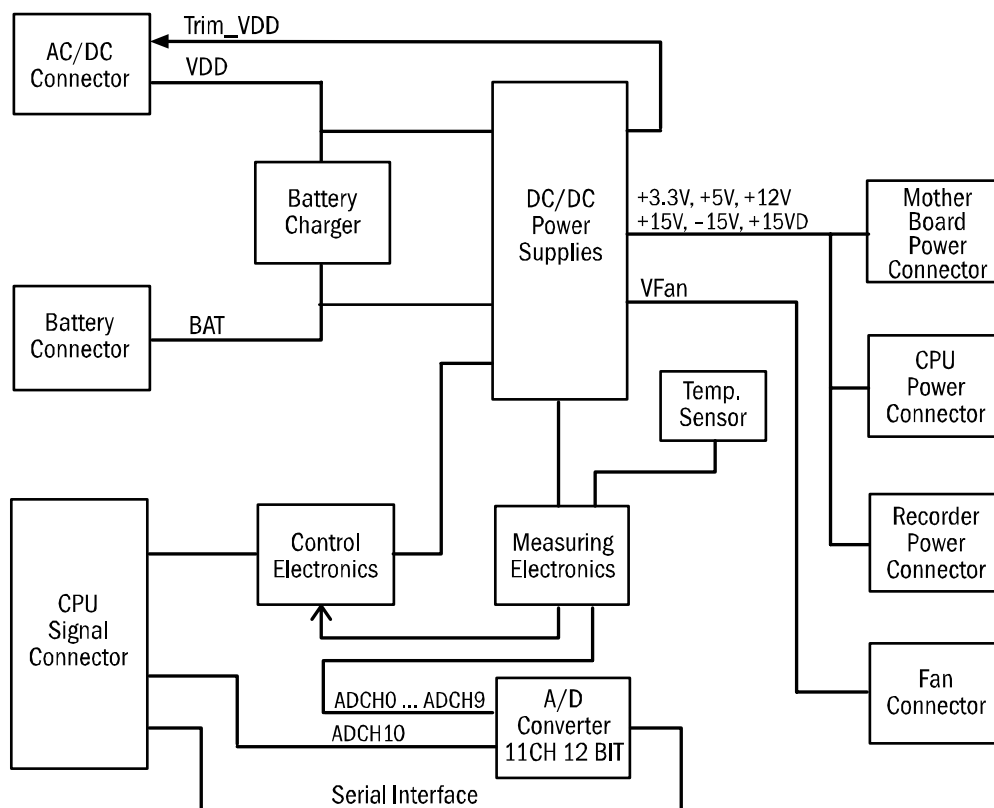 Trim_VDD
AC/DC
Connector
VDD
Battery
Charger
DC/DC
Power
Supplies
+3.3V, +5V, +12V
+15V, –15V, +15VD
Mother
Board
Power
Connector
VFan
Battery
Connector
BAT
CPU
Power
Connector
Temp.
Sensor
Recorder
Power
Connector
Control
Electronics
Measuring
Electronics
CPU
Signal
Connector
Fan
Connector
ADCH0 ... ADCH9
ADCH10
A/D
Converter
11CH 12 BIT
Serial Interface